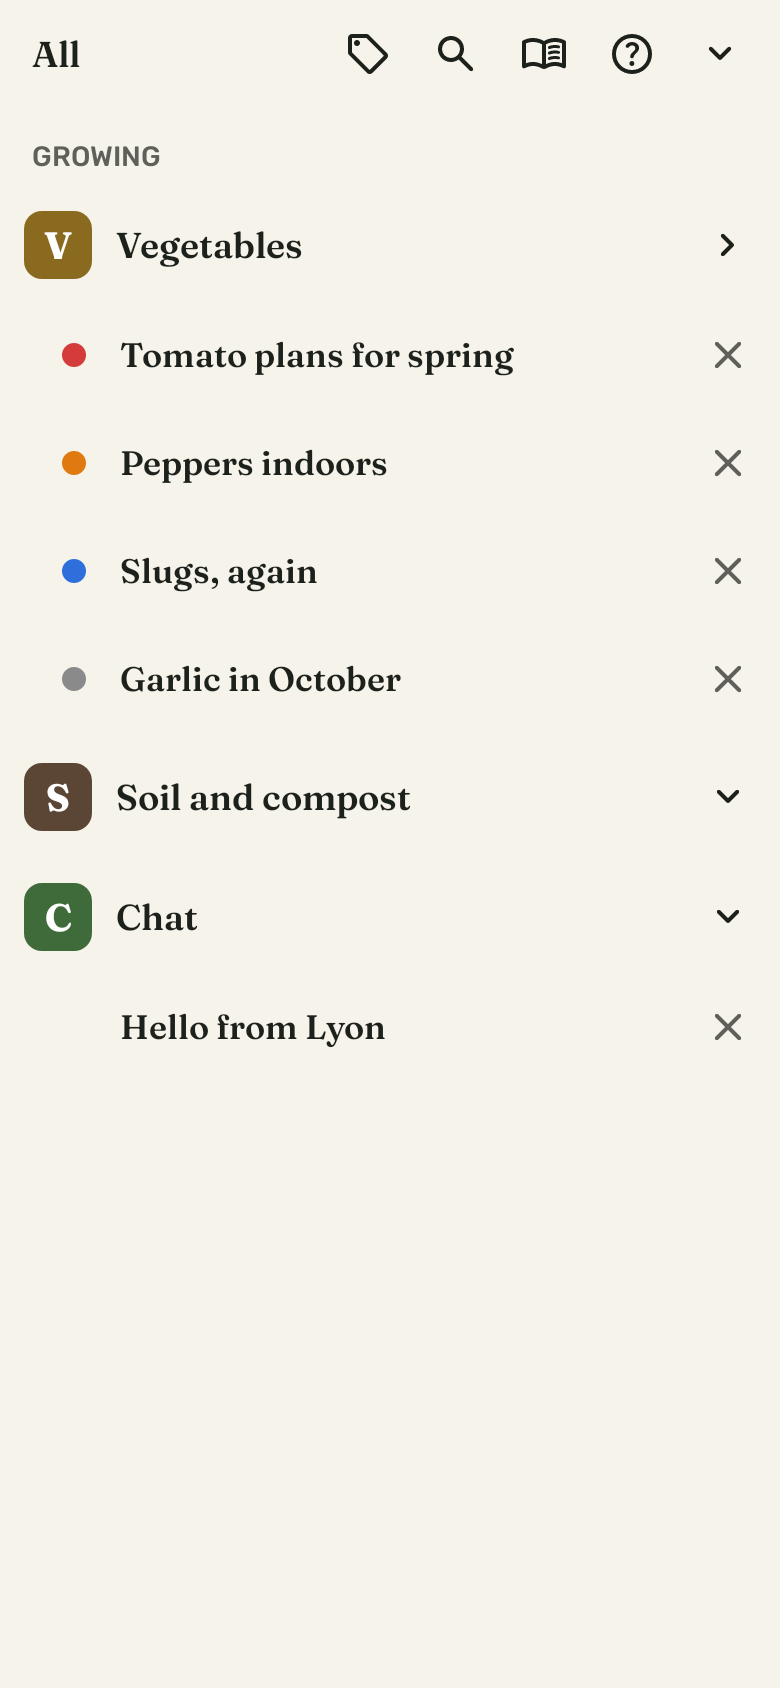 All
GROWING
V Vegetables
Tomato plans for spring
Peppers indoors
Slugs, again
Garlic in October
S Soil and compost
C Chat
Hello from Lyon